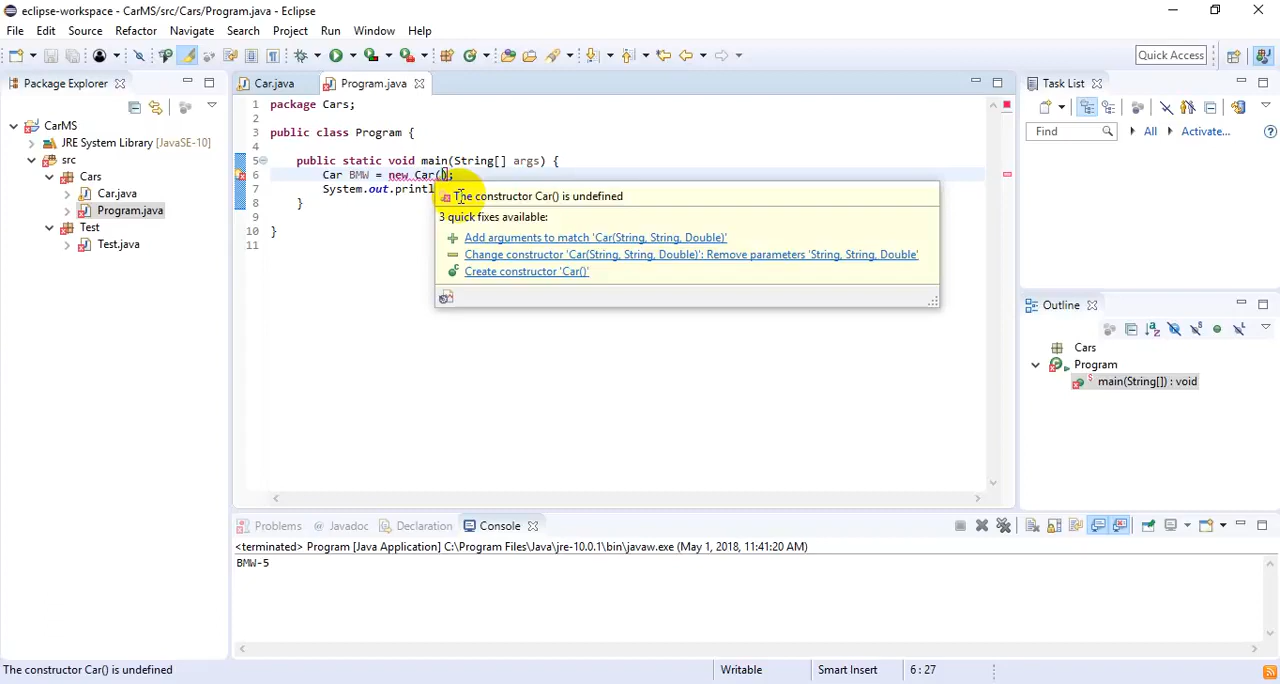 eclipse-workspace - CarMS/src/Cars/Program.java - Eclipse
File Edit Source Refactor Navigate Search Project Run Window Help
Quick Access
Package Explorer
CarMS
JRE System Library [JavaSE-10]
src
Cars
Car.java
Program.java
Test
Test.java
Car.java Program.java
1 package Cars;
2
3 public class Program {
4
5 public static void main(String[] args) {
6 Car BMW = new Car();
7 System.out.printl
8 }
9
10 }
11
The constructor Car() is undefined
3 quick fixes available:
Add arguments to match 'Car(String, String, Double)'
Change constructor 'Car(String, String, Double)': Remove parameters 'String, String, Double'
Create constructor 'Car()'
Task List
Find All Activate...
Outline
Cars
Program
main(String[]) : void
Problems @ Javadoc Declaration Console
<terminated> Program [Java Application] C:\Program Files\Java\jre-10.0.1\bin\javaw.exe (May 1, 2018, 11:41:20 AM)
BMW-5
The constructor Car() is undefined Writable Smart Insert 6 : 27